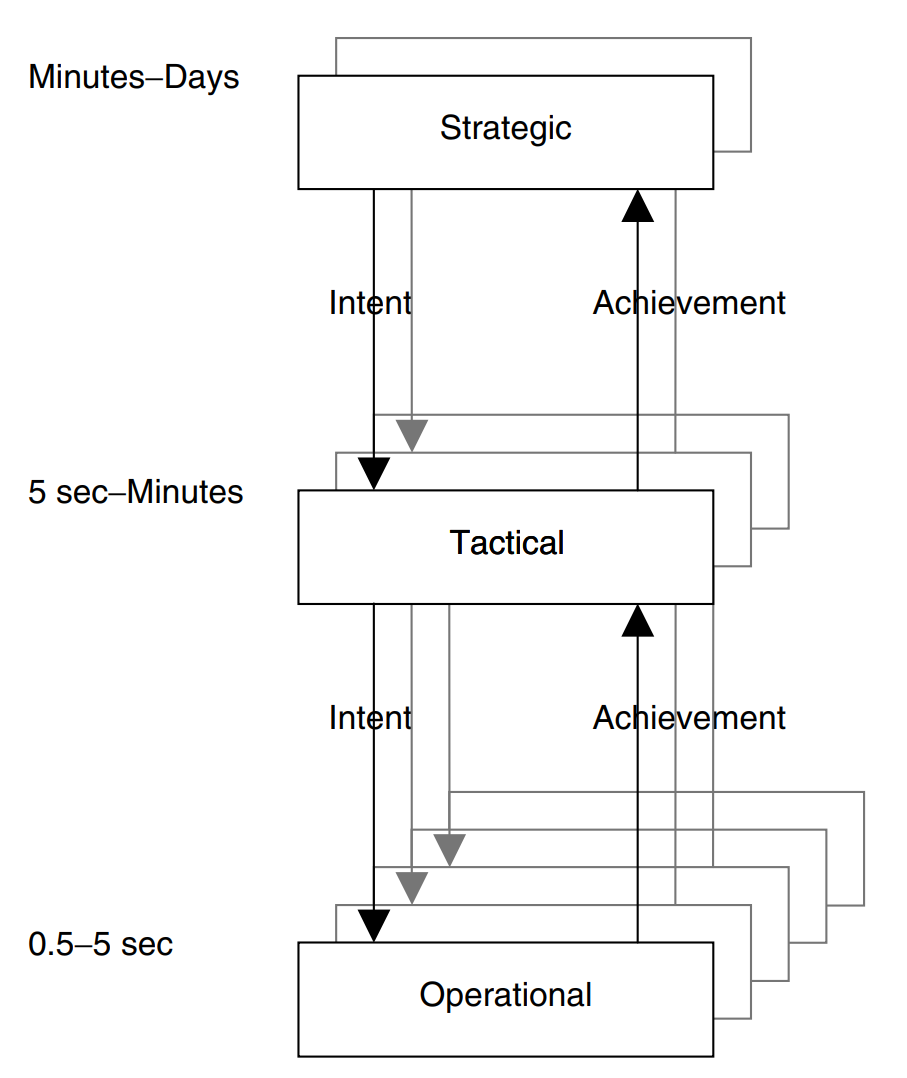 Minutes–Days
Strategic
Intent
Achievement
5 sec–Minutes
Tactical
Intent
Achievement
0.5–5 sec
Operational